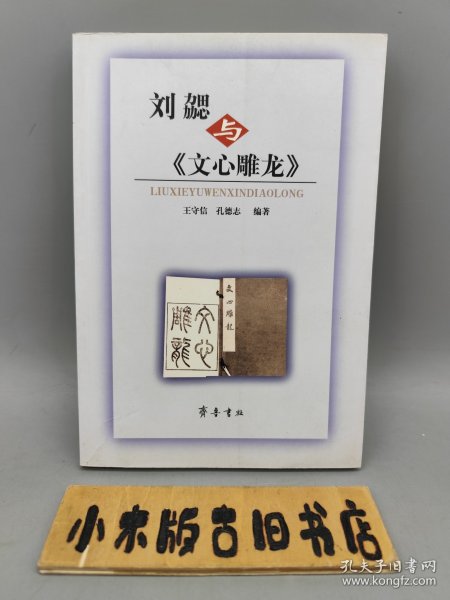 刘勰
与
《文心雕龙》
LIUXIEYUWENXINDIAOLONG
王守信 孔德志 编著
文心
雕龍
文心雕龍
齐鲁书社
小末版古旧书店
孔夫子旧书网
www.kongfz.com